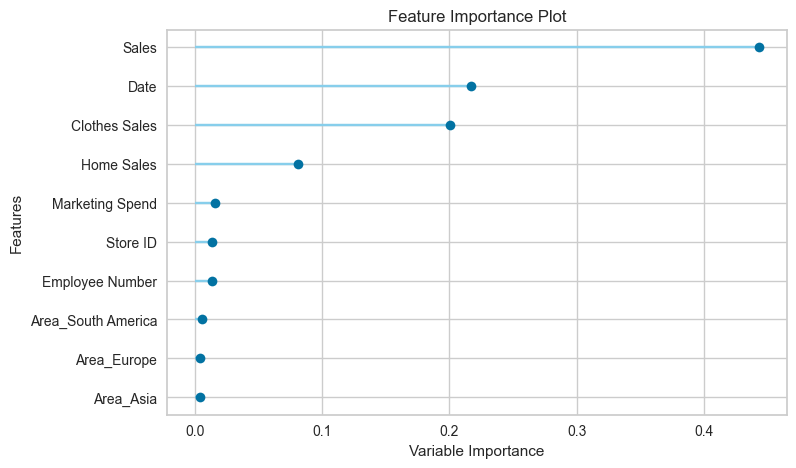 Feature Importance Plot
Sales
Date
Clothes Sales
Home Sales
Marketing Spend
Store ID
Employee Number
Area_South America
Area_Europe
Area_Asia
Features
0.0 0.1 0.2 0.3 0.4
Variable Importance